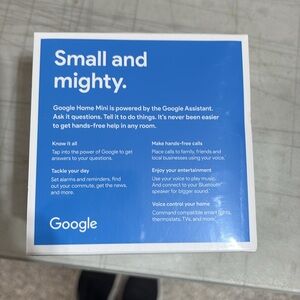 Small and
mighty.
Google Home Mini is powered by the Google Assistant.
Ask it questions. Tell it to do things. It's never been easier
to get hands-free help in any room.
Know it all
Tap into the power of Google to get
answers to your questions.
Tackle your day
Set alarms and reminders, find
out your commute, get the news,
and more.
Make hands-free calls
Place calls to family, friends and
local businesses using your voice.
Enjoy your entertainment
Use your voice to play music.
And connect to your Bluetooth®
speaker for bigger sound.
Voice control your home
Command compatible smart lights,
thermostats, TVs, and more.
Google